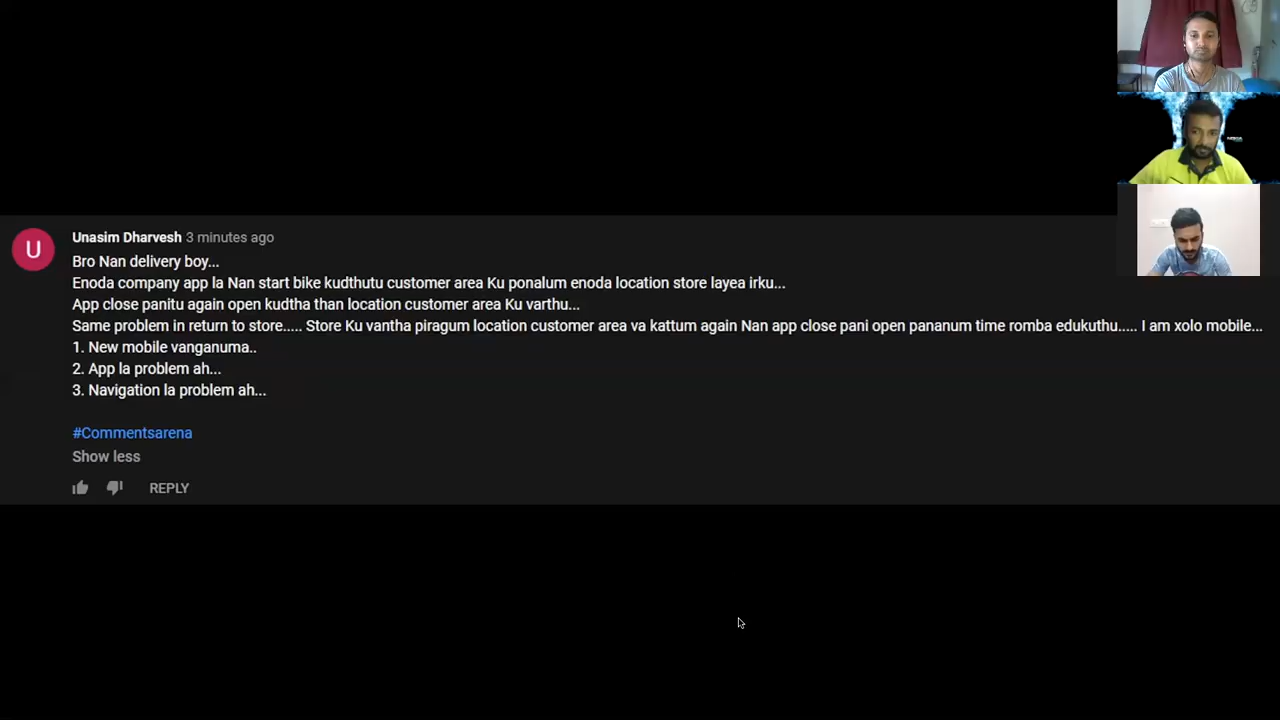 U
Unasim Dharvesh 3 minutes ago
Bro Nan delivery boy...
Enoda company app la Nan start bike kudthutu customer area Ku ponalum enoda location store layea irku...
App close panitu again open kudtha than location customer area Ku varthu...
Same problem in return to store..... Store Ku vantha piragum location customer area va kattum again Nan app close pani open pananum time romba edukuthu..... I am xolo mobile...
1. New mobile vanganuma..
2. App la problem ah...
3. Navigation la problem ah...
#Commentsarena
Show less
REPLY